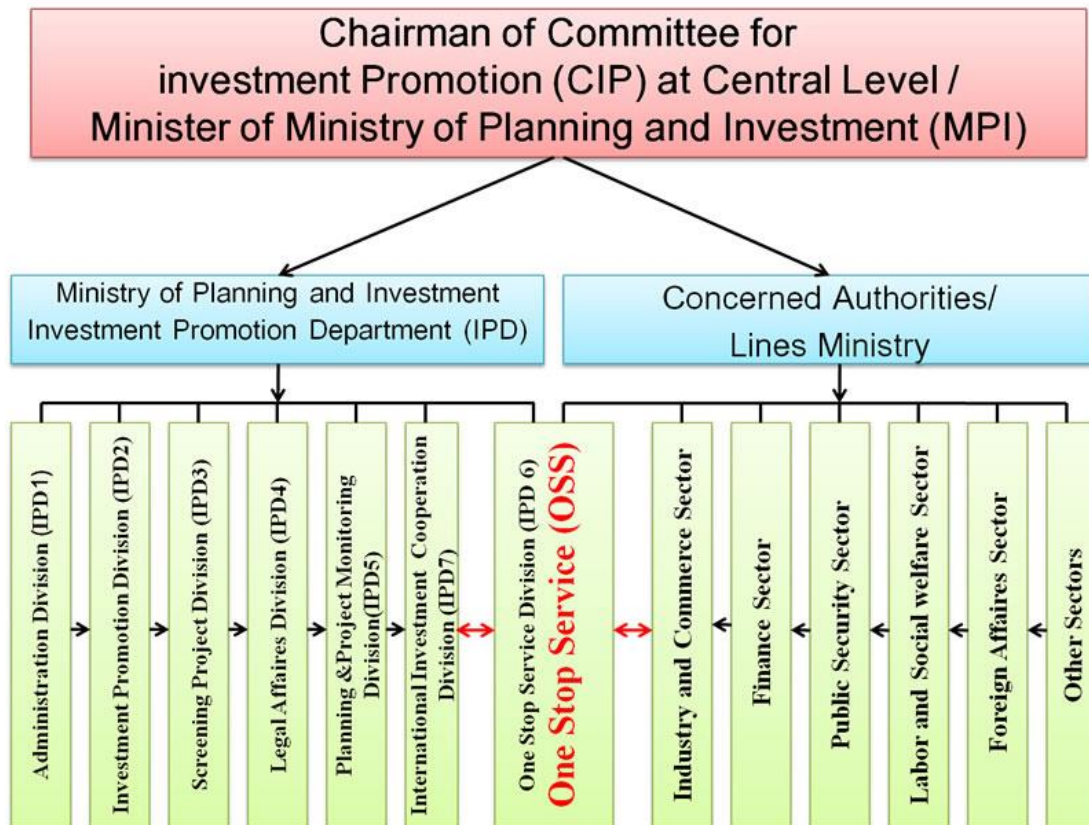 Chairman of Committee for
investment Promotion (CIP) at Central Level /
Minister of Ministry of Planning and Investment (MPI)
Ministry of Planning and Investment
Investment Promotion Department (IPD)
Concerned Authorities/
Lines Ministry
Administration Division (IPD1)
Investment Promotion Division (IPD2)
Screening Project Division (IPD3)
Legal Affaires Division (IPD4)
Planning &Project Monitoring
Division(IPD5)
International Investment Cooperation
Division (IPD7)
One Stop Service Division (IPD 6)
One Stop Service (OSS)
Industry and Commerce Sector
Finance Sector
Public Security Sector
Labor and Social welfare Sector
Foreign Affaires Sector
Other Sectors